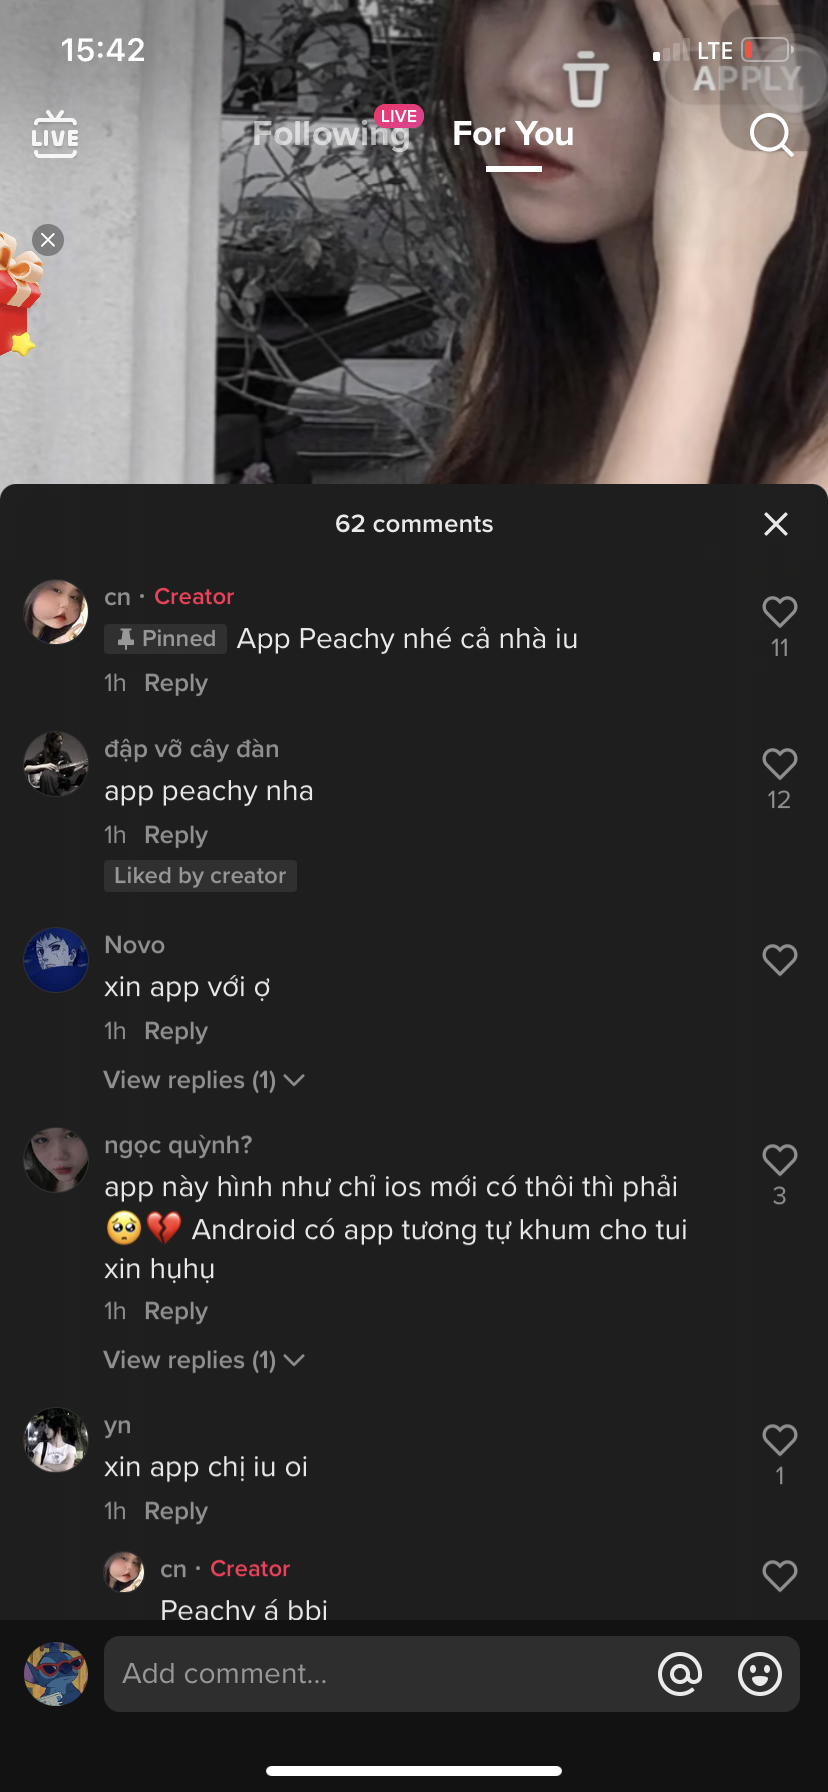 15:42
LTE
APPLY
LIVE
Following
LIVE
For You
62 comments
cn · Creator
Pinned App Peachy nhé cả nhà iu
11
1h Reply
đập vỡ cây đàn
app peachy nha
12
1h Reply
Liked by creator
Novo
xin app với ợ
1h Reply
View replies (1)
ngọc quỳnh?
app này hình như chỉ ios mới có thôi thì phải
🥺💔 Android có app tương tự khum cho tui
xin hụhụ
3
1h Reply
View replies (1)
yn
xin app chị iu oi
1
1h Reply
cn · Creator
Peachy á bbi
Add comment...